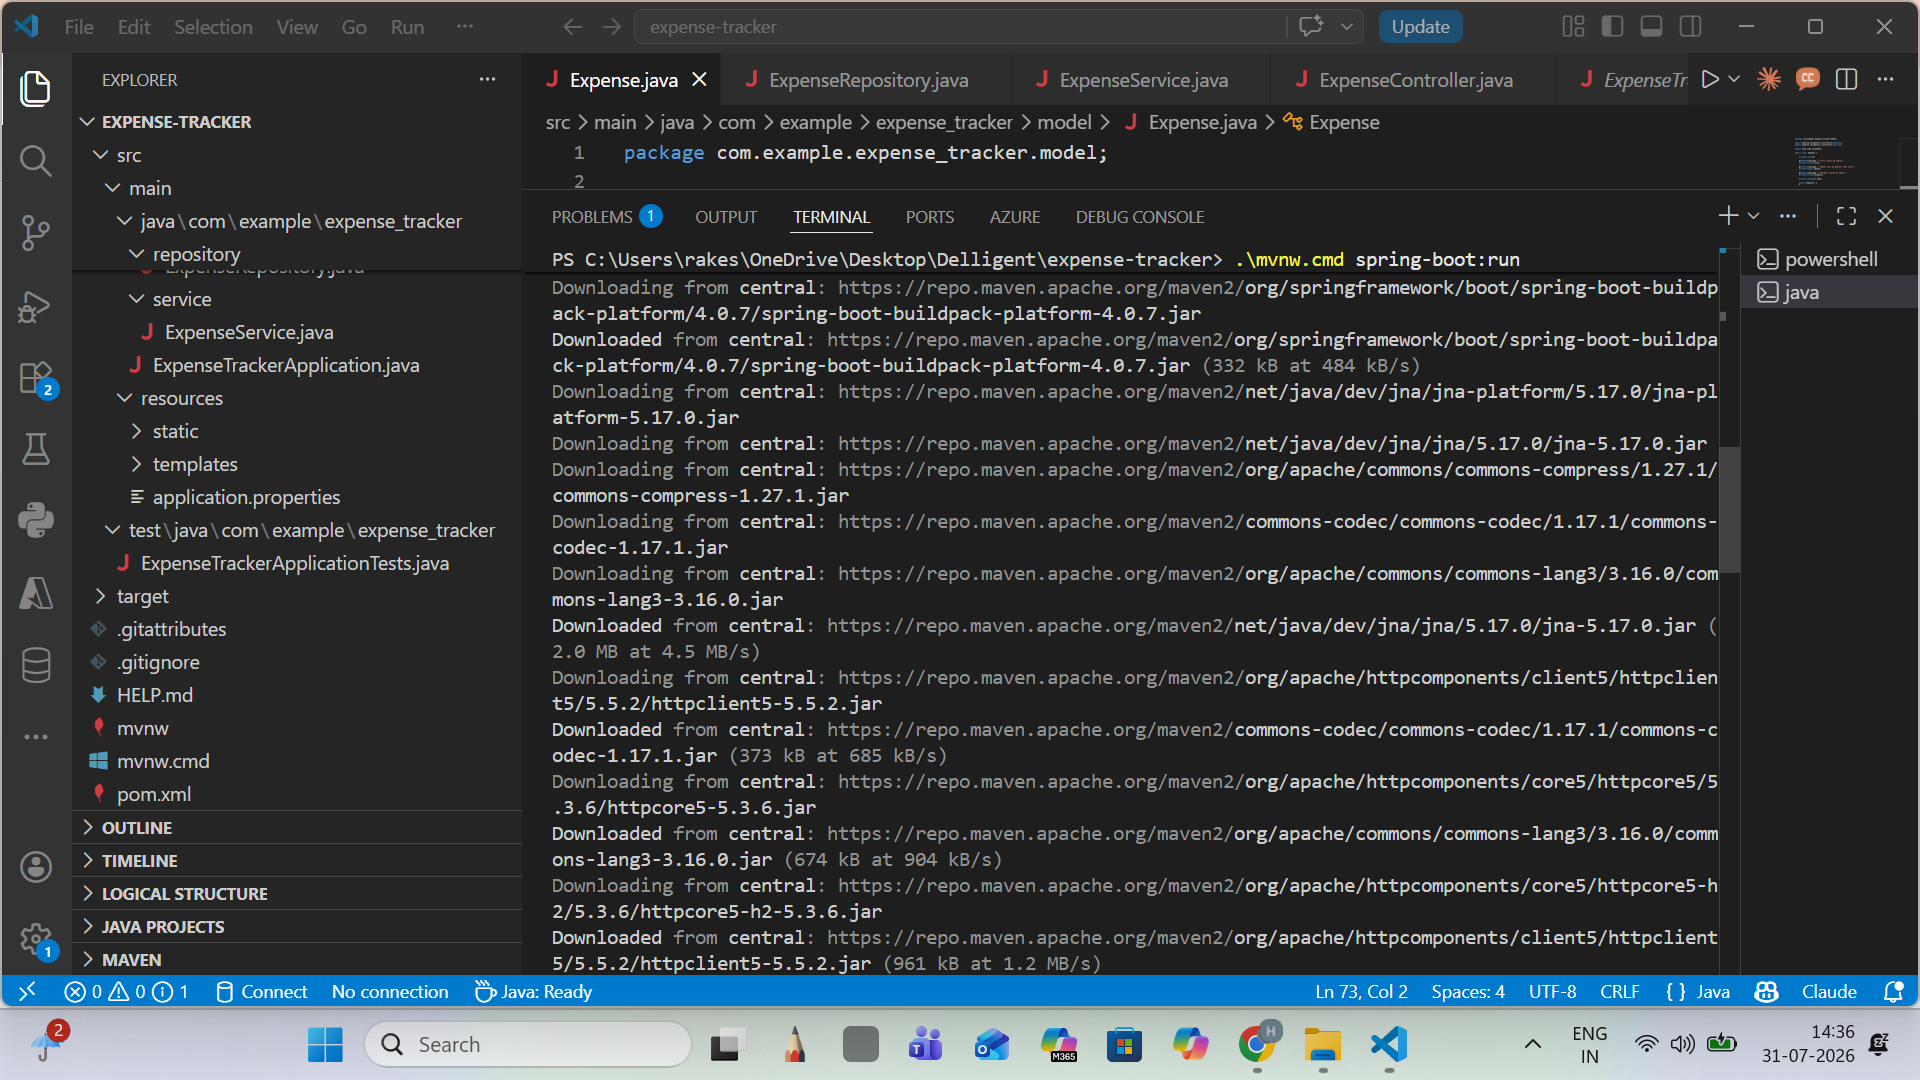 File Edit Selection View Go Run ···
expense-tracker
Update
EXPLORER
EXPENSE-TRACKER
src
main
java\com\example\expense_tracker
repository
ExpenseRepository.java
service
ExpenseService.java
ExpenseTrackerApplication.java
resources
static
templates
application.properties
test\java\com\example\expense_tracker
ExpenseTrackerApplicationTests.java
target
.gitattributes
.gitignore
HELP.md
mvnw
mvnw.cmd
pom.xml
OUTLINE
TIMELINE
LOGICAL STRUCTURE
JAVA PROJECTS
MAVEN
2
1
Expense.java ExpenseRepository.java ExpenseService.java ExpenseController.java ExpenseTr
CC
src > main > java > com > example > expense_tracker > model > Expense.java > Expense
1 package com.example.expense_tracker.model;
2
PROBLEMS 1 OUTPUT TERMINAL PORTS AZURE DEBUG CONSOLE
PS C:\Users\rakes\OneDrive\Desktop\Delligent\expense-tracker> .\mvnw.cmd spring-boot:run
Downloading from central: https://repo.maven.apache.org/maven2/org/springframework/boot/spring-boot-buildp
ack-platform/4.0.7/spring-boot-buildpack-platform-4.0.7.jar
Downloaded from central: https://repo.maven.apache.org/maven2/org/springframework/boot/spring-boot-buildpa
ck-platform/4.0.7/spring-boot-buildpack-platform-4.0.7.jar (332 kB at 484 kB/s)
Downloading from central: https://repo.maven.apache.org/maven2/net/java/dev/jna/jna-platform/5.17.0/jna-pl
atform-5.17.0.jar
Downloading from central: https://repo.maven.apache.org/maven2/net/java/dev/jna/jna/5.17.0/jna-5.17.0.jar
Downloading from central: https://repo.maven.apache.org/maven2/org/apache/commons/commons-compress/1.27.1/
commons-compress-1.27.1.jar
Downloading from central: https://repo.maven.apache.org/maven2/commons-codec/commons-codec/1.17.1/commons-
codec-1.17.1.jar
Downloading from central: https://repo.maven.apache.org/maven2/org/apache/commons/commons-lang3/3.16.0/com
mons-lang3-3.16.0.jar
Downloaded from central: https://repo.maven.apache.org/maven2/net/java/dev/jna/jna/5.17.0/jna-5.17.0.jar (
2.0 MB at 4.5 MB/s)
Downloading from central: https://repo.maven.apache.org/maven2/org/apache/httpcomponents/client5/httpclien
t5/5.5.2/httpclient5-5.5.2.jar
Downloaded from central: https://repo.maven.apache.org/maven2/commons-codec/commons-codec/1.17.1/commons-c
odec-1.17.1.jar (373 kB at 685 kB/s)
Downloading from central: https://repo.maven.apache.org/maven2/org/apache/httpcomponents/core5/httpcore5/5
.3.6/httpcore5-5.3.6.jar
Downloaded from central: https://repo.maven.apache.org/maven2/org/apache/commons/commons-lang3/3.16.0/comm
ons-lang3-3.16.0.jar (674 kB at 904 kB/s)
Downloading from central: https://repo.maven.apache.org/maven2/org/apache/httpcomponents/core5/httpcore5-h
2/5.3.6/httpcore5-h2-5.3.6.jar
Downloaded from central: https://repo.maven.apache.org/maven2/org/apache/httpcomponents/client5/httpclient
5/5.5.2/httpclient5-5.5.2.jar (961 kB at 1.2 MB/s)
powershell
java
0 0 1 Connect No connection Java: Ready
Ln 73, Col 2 Spaces: 4 UTF-8 CRLF { } Java Claude
2
Search
M365
H
ENG
IN
14:36
31-07-2026